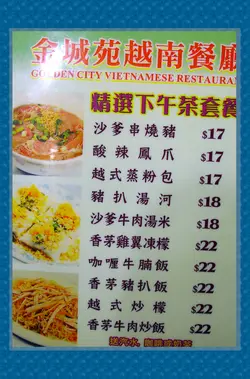 金城苑越南餐廳
GOLDEN CITY VIETNAMESE RESTAURAN
精選下午茶套餐
沙爹串燒豬 $17
酸辣鳳爪 $17
越式蒸粉包 $17
豬扒湯河 $18
沙爹牛肉湯米 $18
香茅雞翼凍檬 $22
咖喱牛腩飯 $22
香茅豬扒飯 $22
越式炒檬 $22
香茅牛肉炒飯 $22